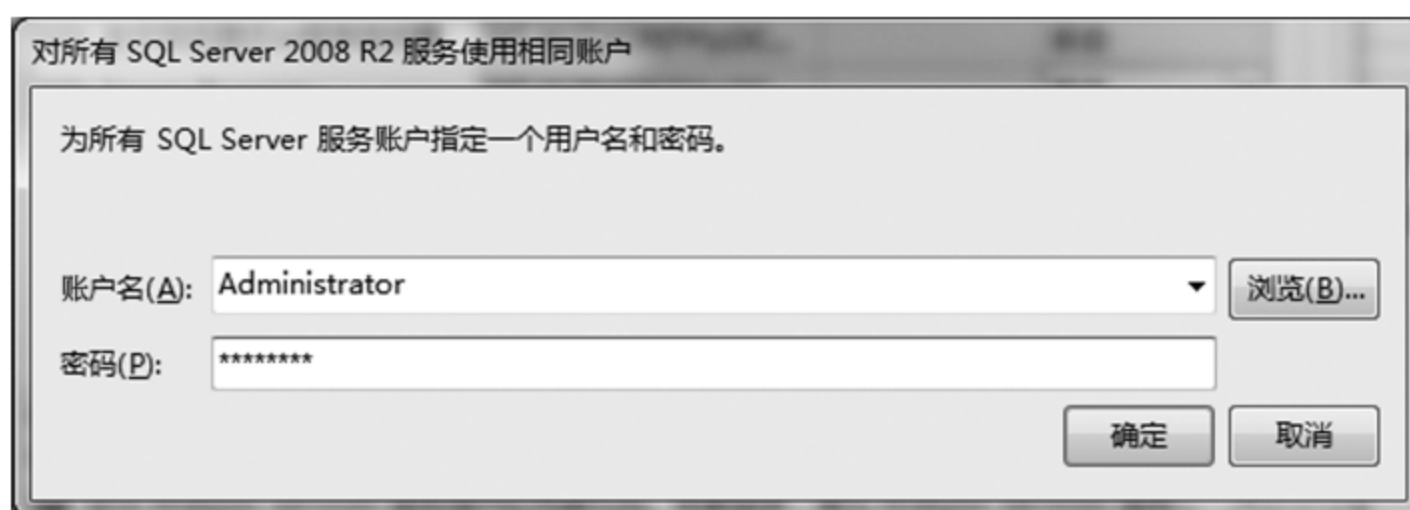 对所有 SQL Server 2008 R2 服务使用相同账户
为所有 SQL Server 服务账户指定一个用户名和密码。
账户名(A): Administrator 浏览(B)...
密码(P): ********
确定 取消